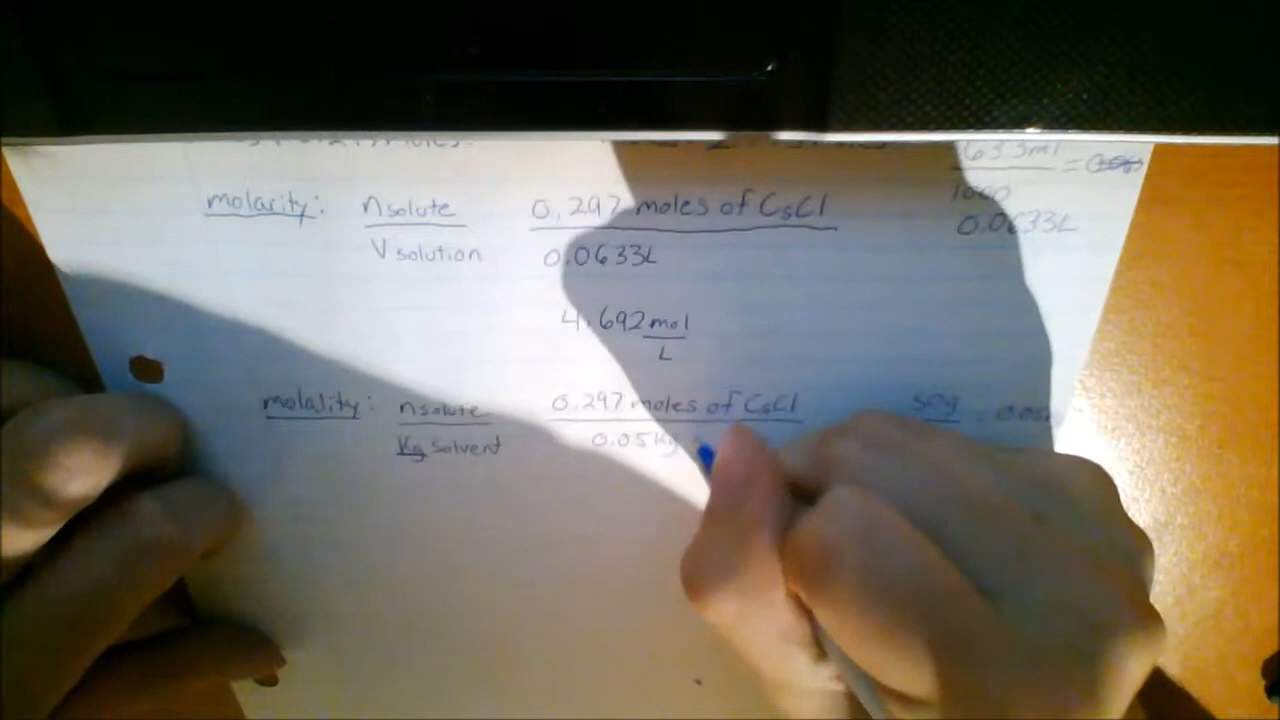 63.3ml =
1000
0.0633L
molarity: nsolute 0.297 moles of CsCl
Vsolution 0.0633L
4.692 mol
L
molality: nsolute 0.297 moles of CsCl 50g
Kg solvent 0.05Kg